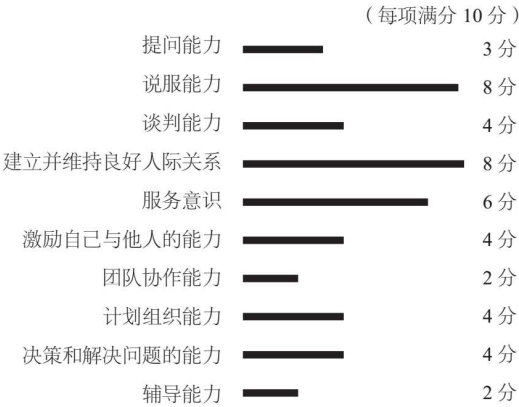 （每项满分 10 分）
提问能力 3 分
说服能力 8 分
谈判能力 4 分
建立并维持良好人际关系 8 分
服务意识 6 分
激励自己与他人的能力 4 分
团队协作能力 2 分
计划组织能力 4 分
决策和解决问题的能力 4 分
辅导能力 2 分